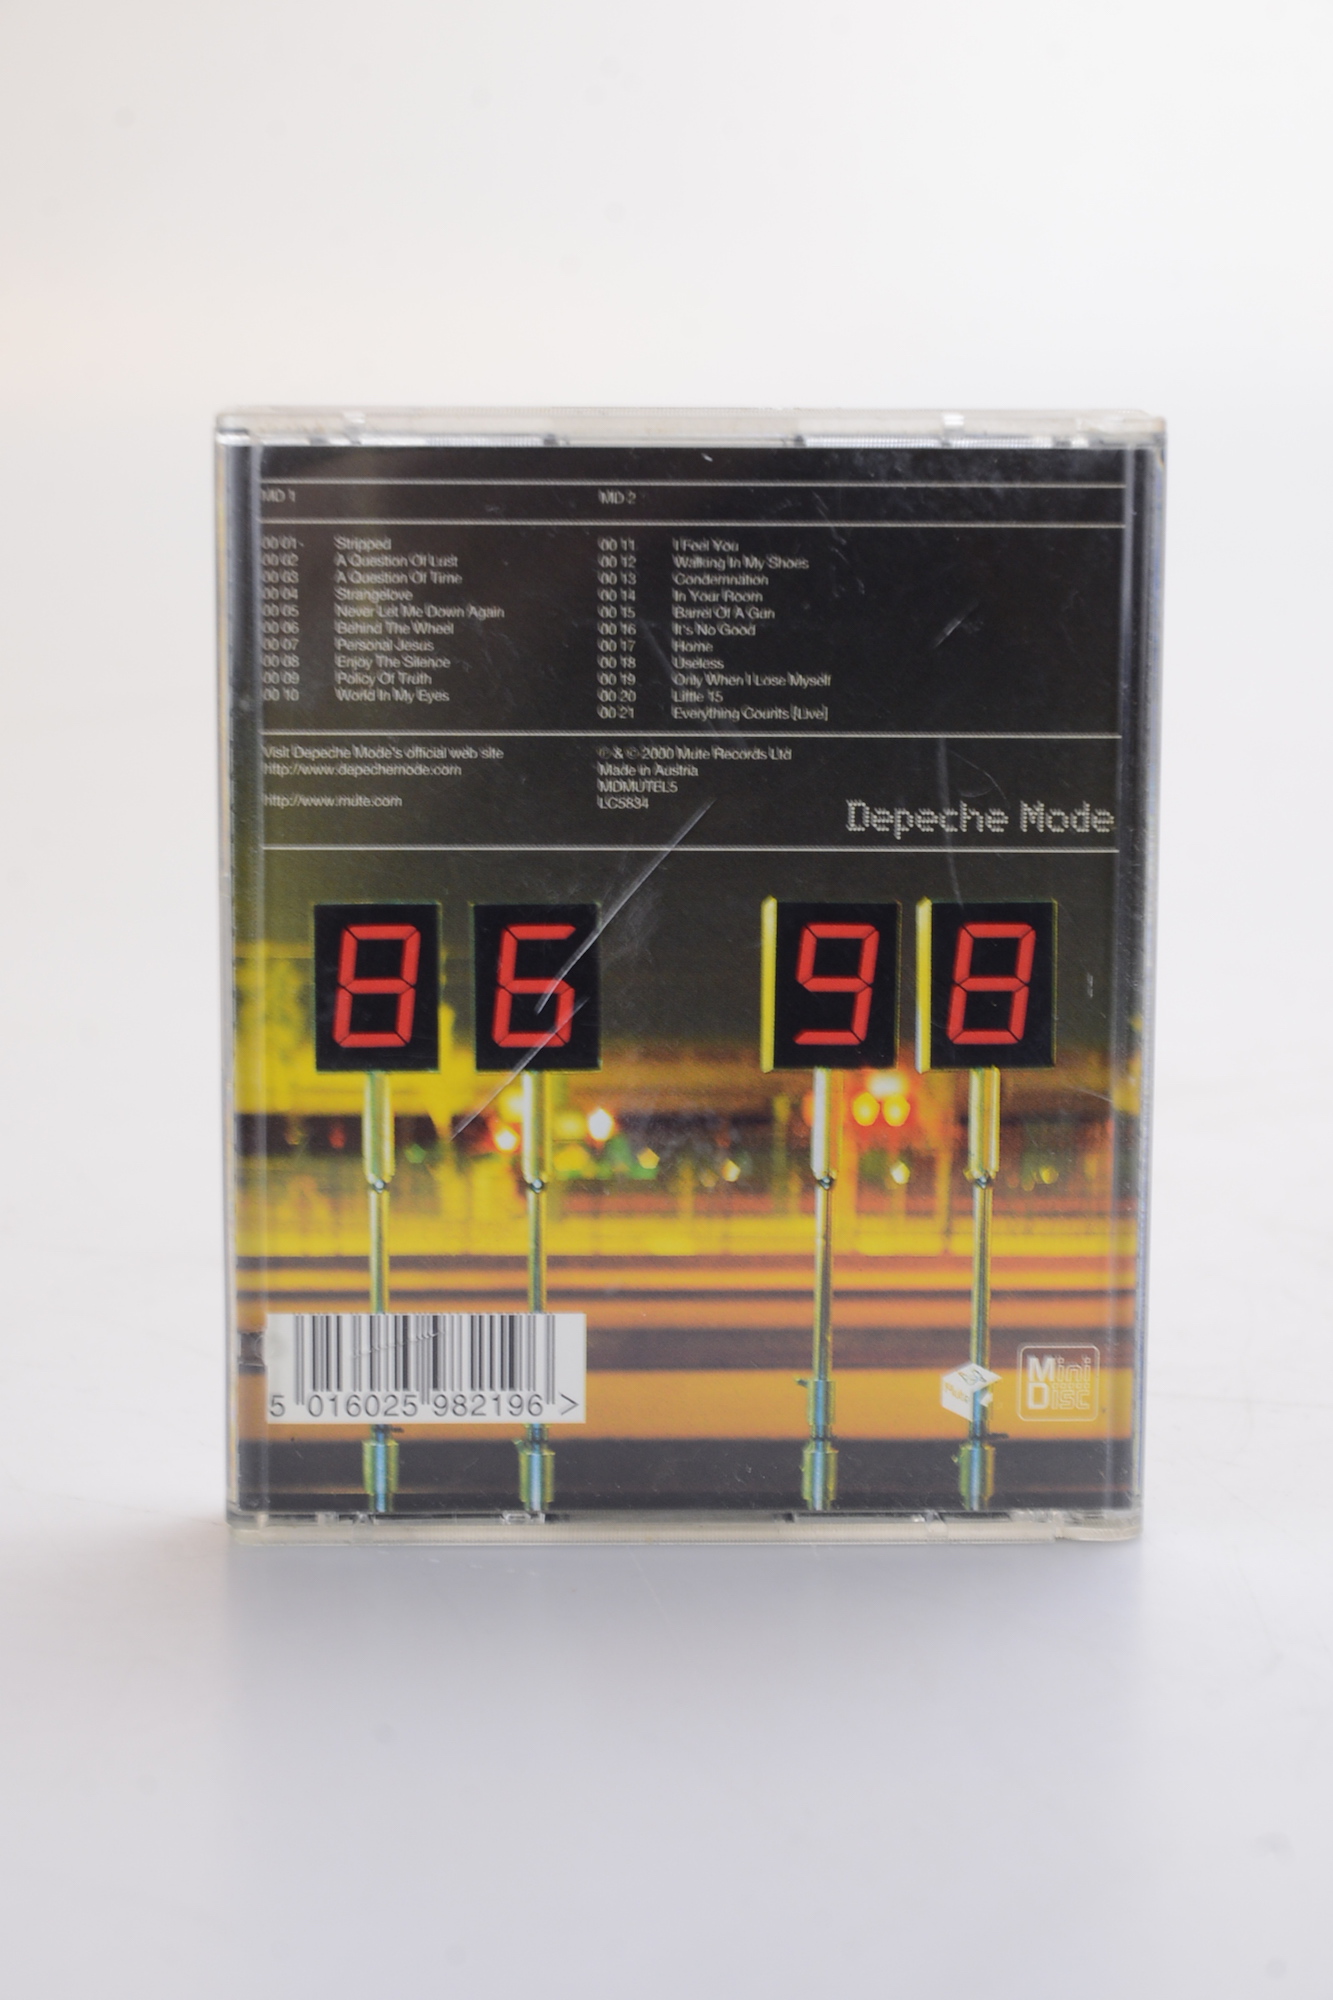 MD 1 MD 2
00 01 Stripped 00 11 I Feel You
00 02 A Question Of Lust 00 12 Walking In My Shoes
00 03 A Question Of Time 00 13 Condemnation
00 04 Strangelove 00 14 In Your Room
00 05 Never Let Me Down Again 00 15 Barrel Of A Gun
00 06 Behind The Wheel 00 16 It's No Good
00 07 Personal Jesus 00 17 Home
00 08 Enjoy The Silence 00 18 Useless
00 09 Policy Of Truth 00 19 Only When I Lose Myself
00 10 World In My Eyes 00 20 Little 15
00 21 Everything Counts [Live]
Visit Depeche Mode's official web site
http://www.depechemode.com
http://www.mute.com
℗ & © 2000 Mute Records Ltd
Made in Austria
MDMUTEL5
LC5834
Depeche Mode
86 98
5 016025 982196 >
Mini
Disc